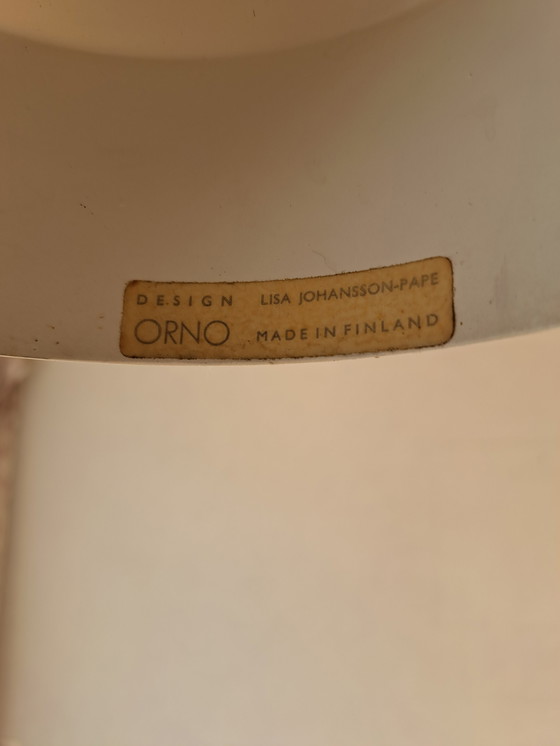 DESIGN LISA JOHANSSON-PAPE
ORNO MADE IN FINLAND